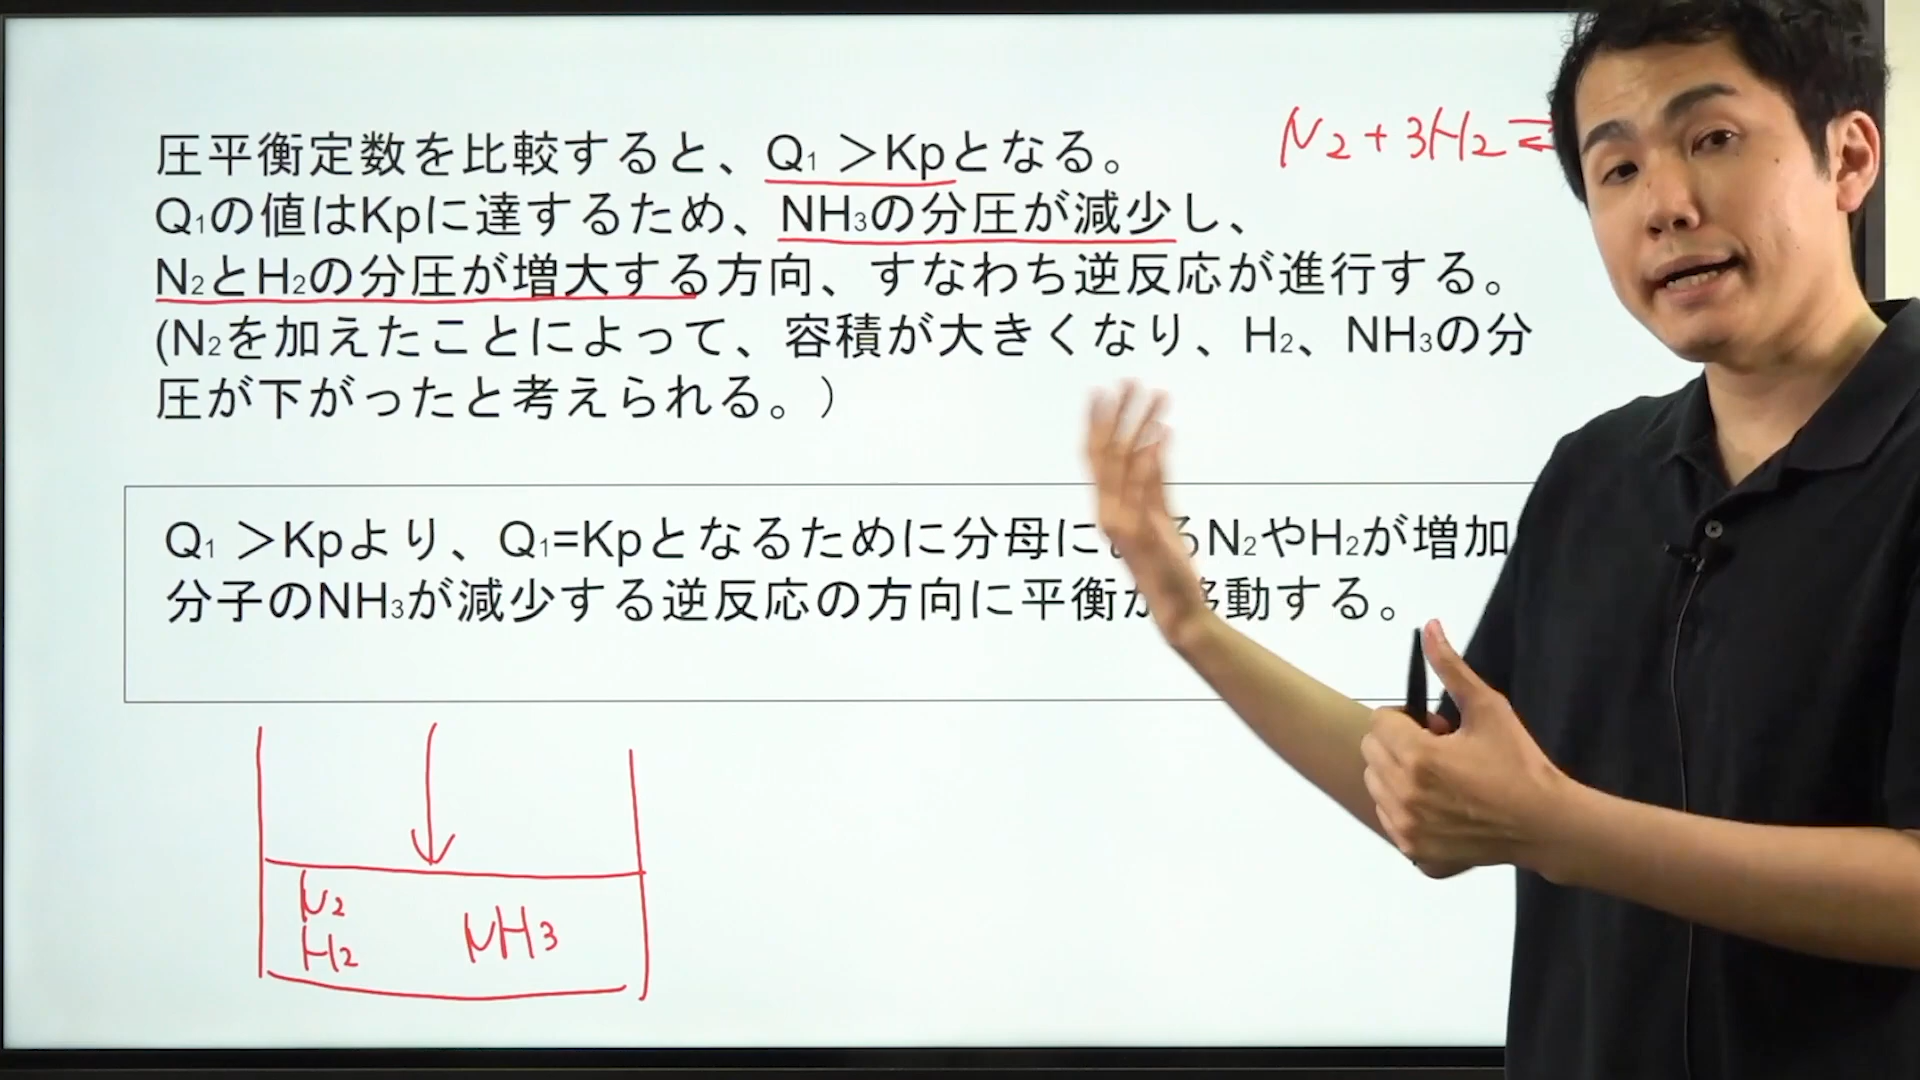 圧平衡定数を比較すると、Q₁ ＞Kpとなる。
N₂ + 3H₂ ⇄
Q₁の値はKpに達するため、NH₃の分圧が減少し、
N₂とH₂の分圧が増大する方向、すなわち逆反応が進行する。
(N₂を加えたことによって、容積が大きくなり、H₂、NH₃の分
圧が下がったと考えられる。）
Q₁ ＞Kpより、Q₁=Kpとなるために分母に るN₂やH₂が増加
分子のNH₃が減少する逆反応の方向に平衡が移動する。
N₂
H₂
NH₃